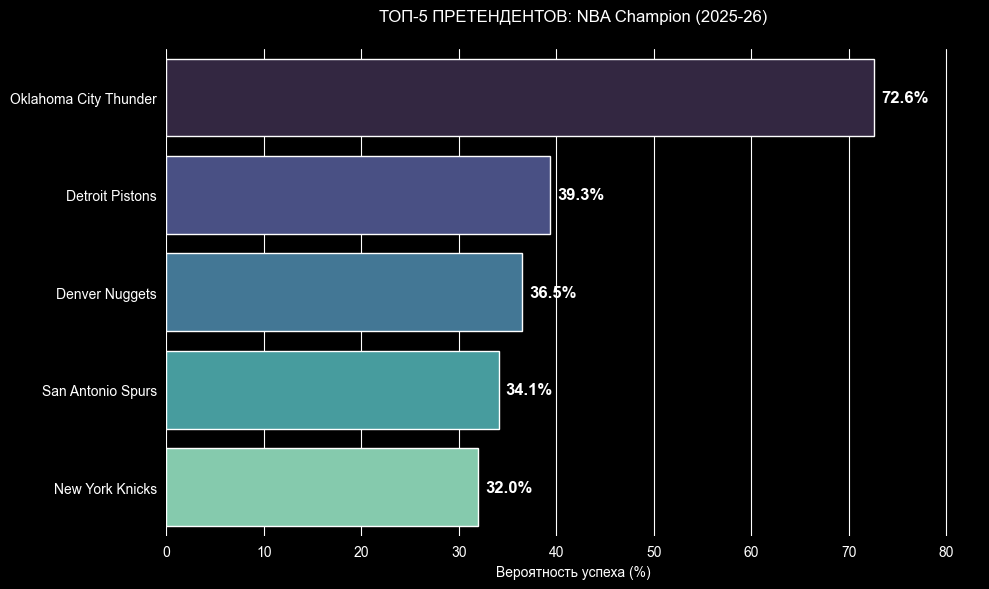 ТОП-5 ПРЕТЕНДЕНТОВ: NBA Champion (2025-26)
Oklahoma City Thunder
72.6%
Detroit Pistons
39.3%
Denver Nuggets
36.5%
San Antonio Spurs
34.1%
New York Knicks
32.0%
0 10 20 30 40 50 60 70 80
Вероятность успеха (%)